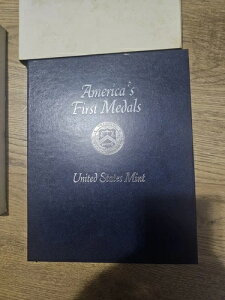 America's
First Medals
United States Mint